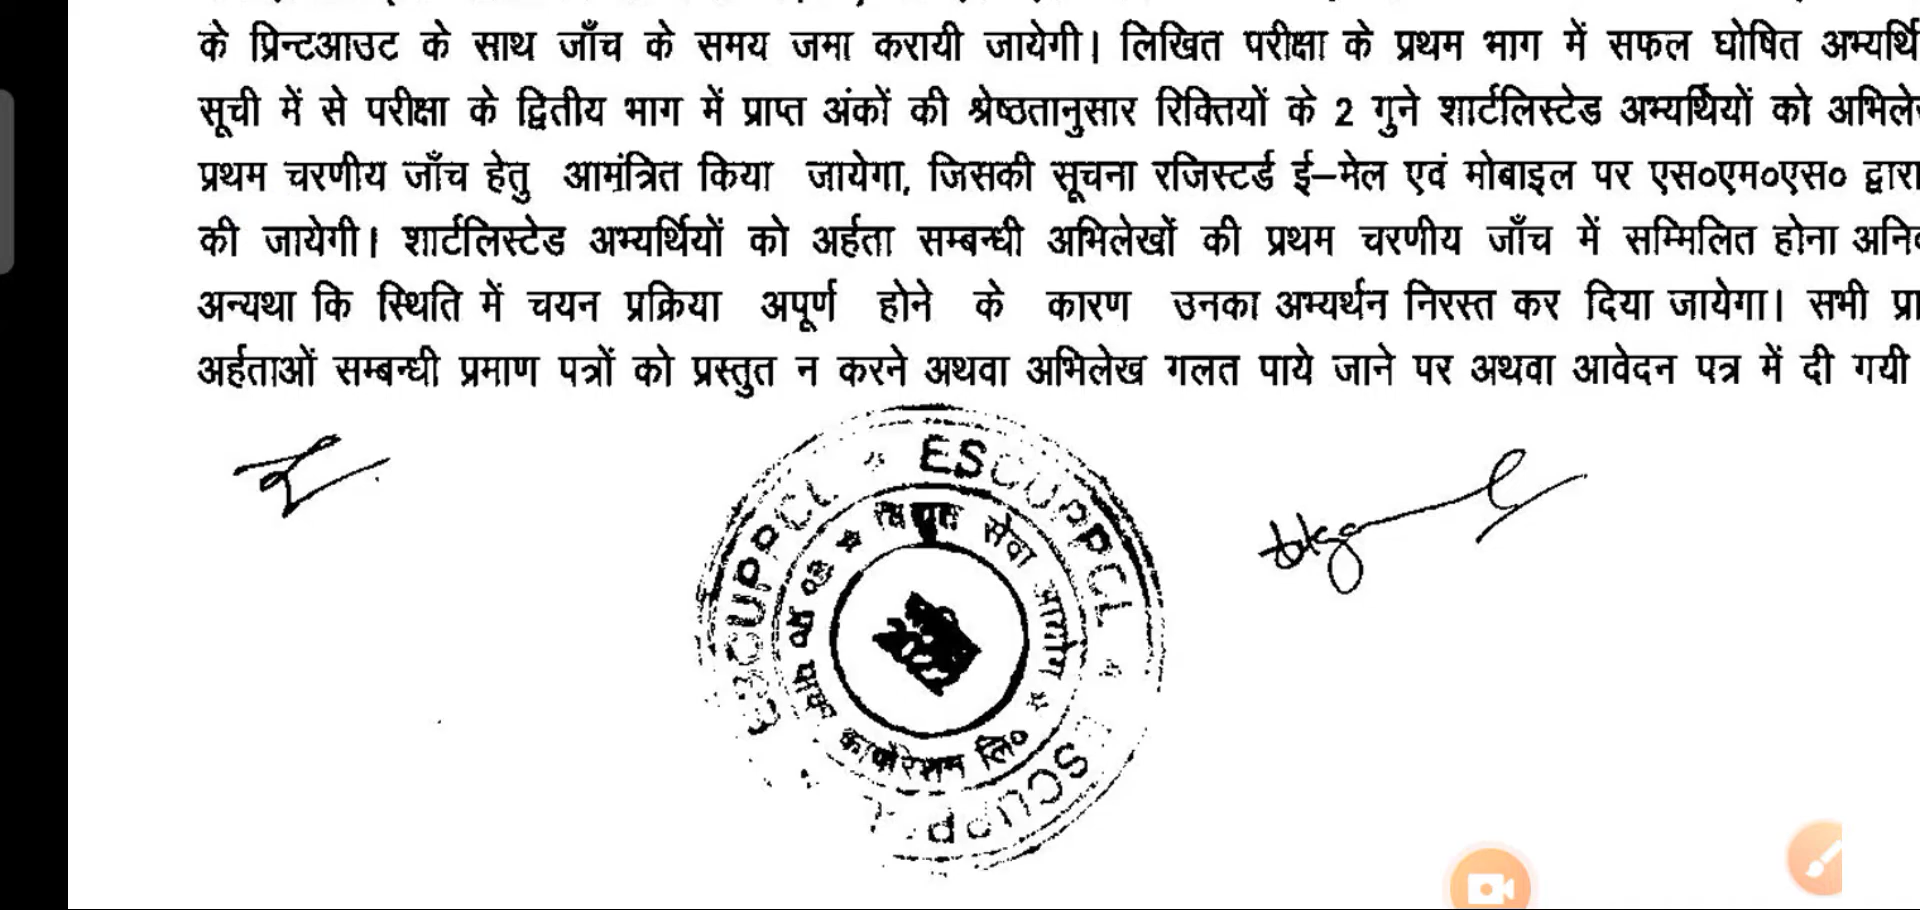 के प्रिन्टआउट के साथ जाँच के समय जमा करायी जायेगी। लिखित परीक्षा के प्रथम भाग में सफल घोषित अभ्यर्थि
सूची में से परीक्षा के द्वितीय भाग में प्राप्त अंकों की श्रेष्ठतानुसार रिक्तियों के 2 गुने शार्टलिस्टेड अभ्यर्थियों को अभिले
प्रथम चरणीय जाँच हेतु आमंत्रित किया जायेगा, जिसकी सूचना रजिस्टर्ड ई–मेल एवं मोबाइल पर एस०एम०एस० द्वारा
की जायेगी। शार्टलिस्टेड अभ्यर्थियों को अर्हता सम्बन्धी अभिलेखों की प्रथम चरणीय जाँच में सम्मिलित होना अनि
अन्यथा कि स्थिति में चयन प्रक्रिया अपूर्ण होने के कारण उनका अभ्यर्थन निरस्त कर दिया जायेगा। सभी प्रा
अर्हताओं सम्बन्धी प्रमाण पत्रों को प्रस्तुत न करने अथवा अभिलेख गलत पाये जाने पर अथवा आवेदन पत्र में दी गयी
ESCUPPCL
ESCUPPCL
विद्युत सेवा आयोग
कार्पोरेशन लि०